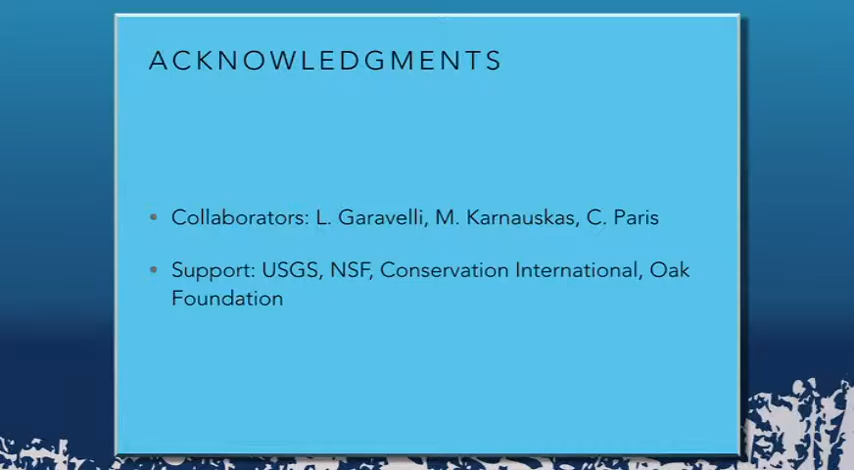 ACKNOWLEDGMENTS
• Collaborators: L. Garavelli, M. Karnauskas, C. Paris
• Support: USGS, NSF, Conservation International, Oak
Foundation